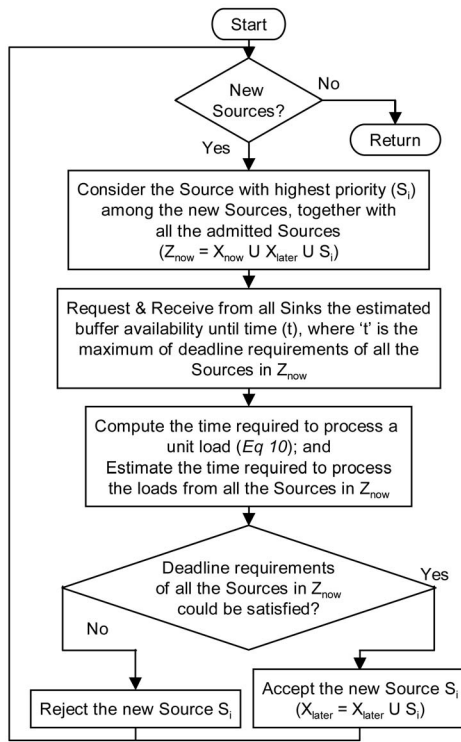 Start
New
Sources?
No
Return
Yes
Consider the Source with highest priority (Si)
among the new Sources, together with
all the admitted Sources
(Znow = Xnow U Xlater U Si)
Request & Receive from all Sinks the estimated
buffer availability until time (t), where ‘t’ is the
maximum of deadline requirements of all the
Sources in Znow
Compute the time required to process a
unit load (Eq 10); and
Estimate the time required to process
the loads from all the Sources in Znow
Deadline requirements
of all the Sources in Znow
could be satisfied?
Yes
No
Reject the new Source Si
Accept the new Source Si
(Xlater = Xlater U Si)